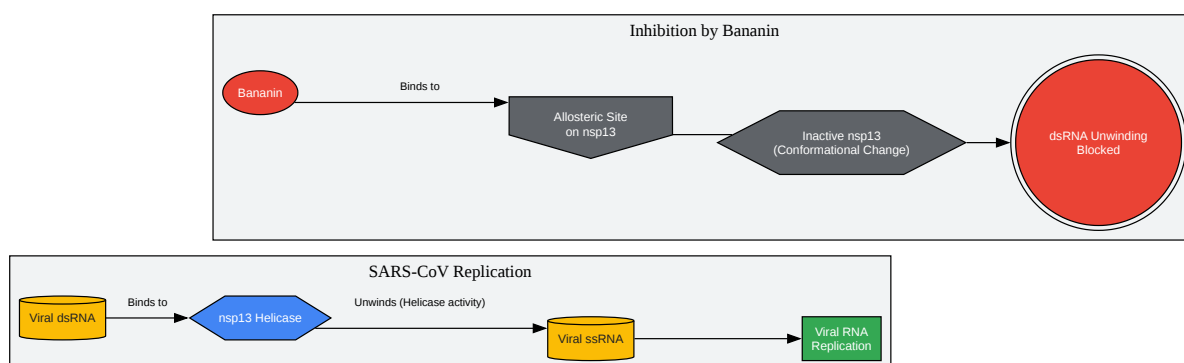 Inhibition by Bananin
Bananin
Binds to
Allosteric Site
on nsp13
Inactive nsp13
(Conformational Change)
dsRNA Unwinding
Blocked
SARS-CoV Replication
Viral dsRNA
Binds to
nsp13 Helicase
Unwinds (Helicase activity)
Viral ssRNA
Viral RNA
Replication